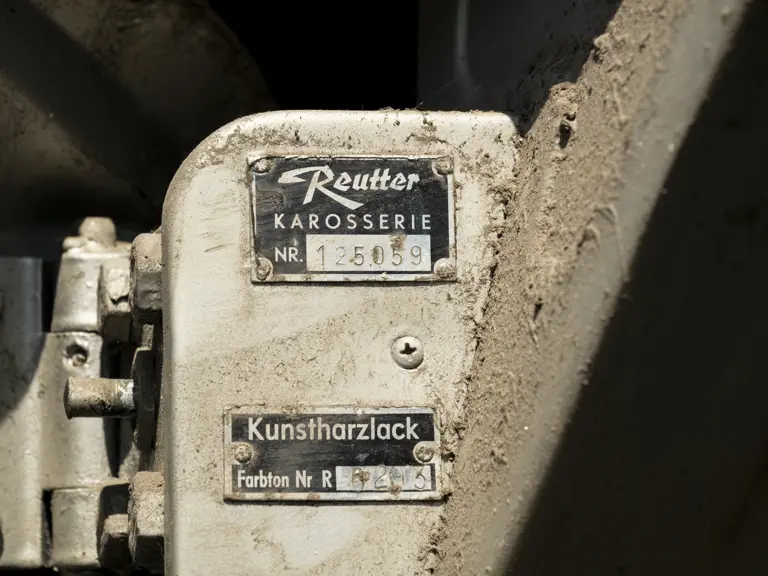 Reutter
KAROSSERIE
NR. 125059
Kunstharzlack
Farbton Nr R